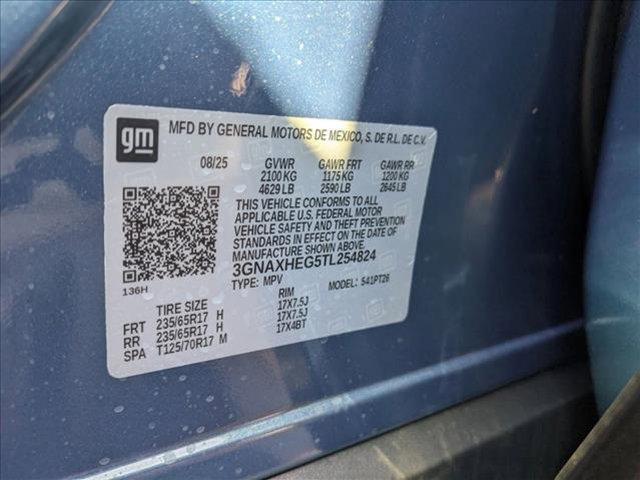 gm MFD BY GENERAL MOTORS DE MEXICO, S. DE R.L. DE C.V.
08/25 GVWR GAWR FRT GAWR RR
2100 KG 1175 KG 1200 KG
4629 LB 2590 LB 2645 LB
THIS VEHICLE CONFORMS TO ALL
APPLICABLE U.S. FEDERAL MOTOR
VEHICLE SAFETY AND THEFT PREVENTION
STANDARDS IN EFFECT ON THE DATE OF
MANUFACTURE SHOWN ABOVE.
3GNAXHEG5TL254824
136H
TYPE: MPV MODEL: 541PT26
TIRE SIZE RIM
FRT 235/65R17 H 17X7.5J
RR 235/65R17 H 17X7.5J
SPA T125/70R17 M 17X4BT